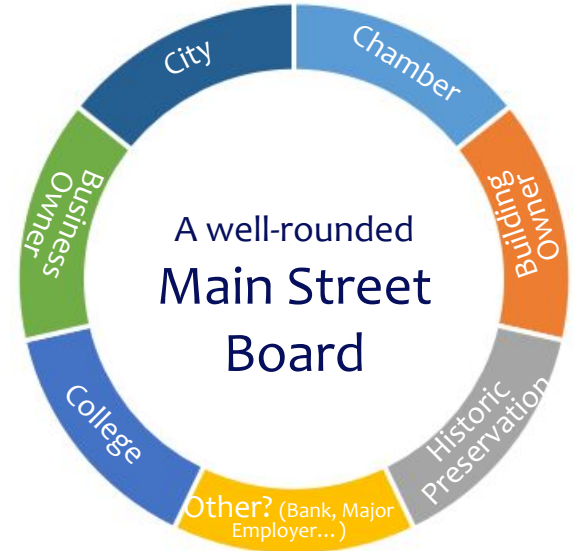 City
Chamber
Business
Owner
Building
Owner
A well-rounded
Main Street
Board
College
Historic
Preservation
Other? (Bank, Major
Employer...)